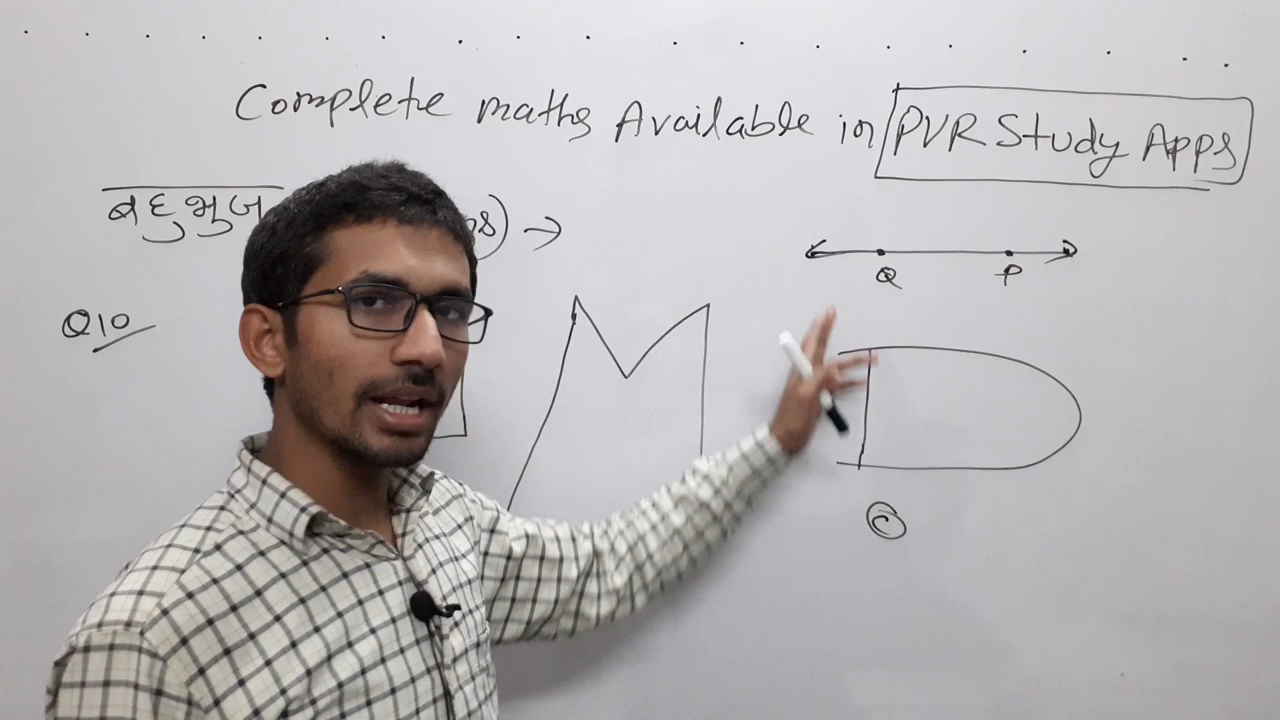 Complete maths Available in PVR Study Apps
बहुभुज
Q10
Q P
C